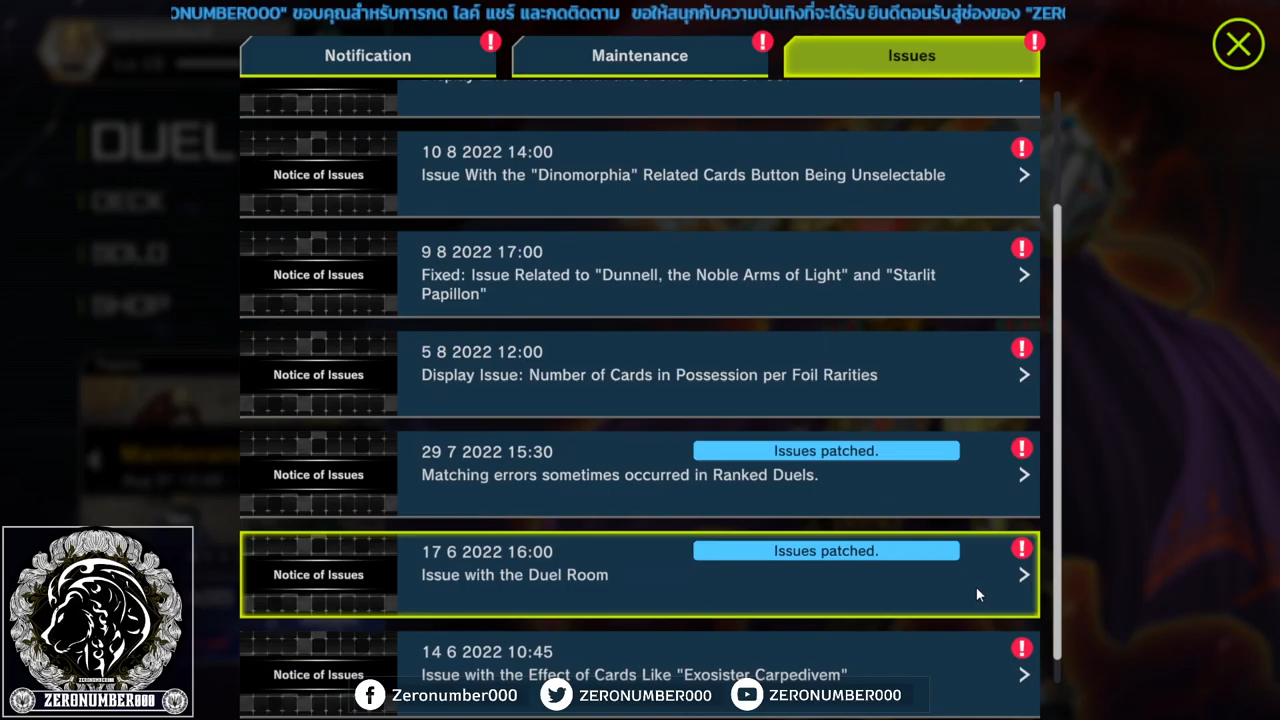 ONUMBER000" ขอบคุณสำหรับการกด ไลค์ แชร์ และกดติดตาม ขอให้สนุกกับความบันเทิงที่จะได้รับ ยินดีตอนรับสู่ช่องของ "ZER
Notification
Maintenance
Issues
DUEL
DECK
SOLO
SHOP
Notice of Issues
10 8 2022 14:00
Issue With the "Dinomorphia" Related Cards Button Being Unselectable
Notice of Issues
9 8 2022 17:00
Fixed: Issue Related to "Dunnell, the Noble Arms of Light" and "Starlit
Papillon"
Notice of Issues
5 8 2022 12:00
Display Issue: Number of Cards in Possession per Foil Rarities
Notice of Issues
29 7 2022 15:30
Issues patched.
Matching errors sometimes occurred in Ranked Duels.
Notice of Issues
17 6 2022 16:00
Issues patched.
Issue with the Duel Room
Notice of Issues
14 6 2022 10:45
Issue with the Effect of Cards Like "Exosister Carpedivem"
Zeronumber000
ZERONUMBER000
ZERONUMBER000
ZERONUMBER000
ZERONUMBER000